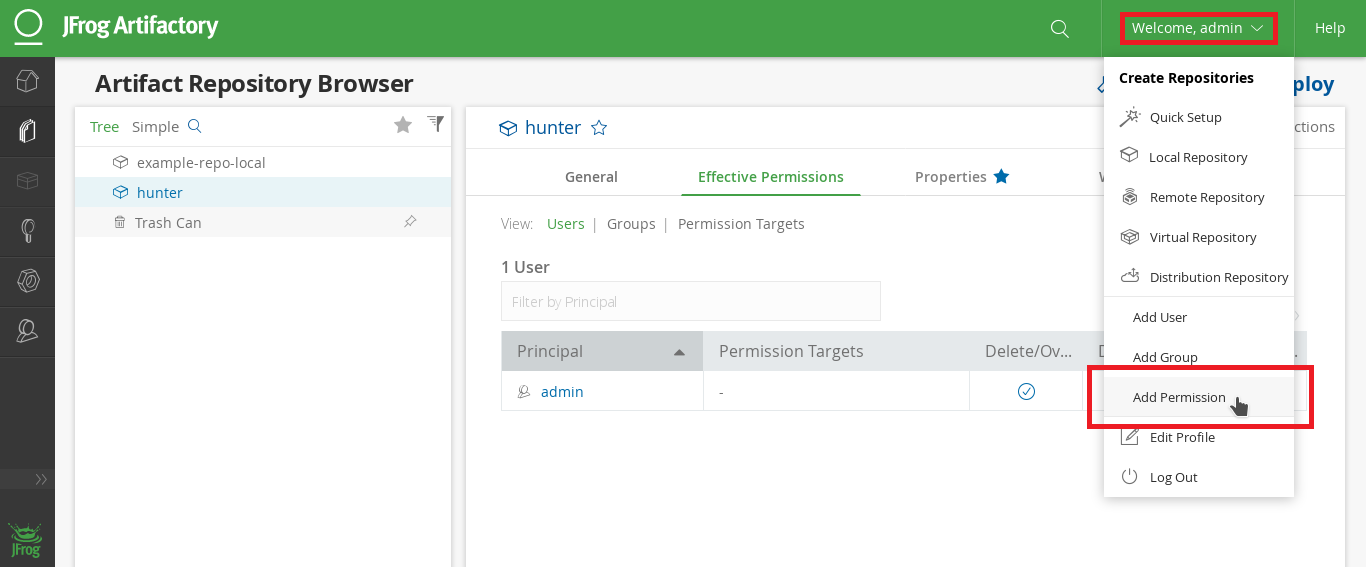 JFrog Artifactory
Welcome, admin
Help
Artifact Repository Browser
ploy
Tree Simple
example-repo-local
hunter
Trash Can
hunter
ctions
General Effective Permissions Properties
View: Users | Groups | Permission Targets
1 User
Filter by Principal
Principal Permission Targets Delete/Ov...
admin -
Create Repositories
Quick Setup
Local Repository
Remote Repository
Virtual Repository
Distribution Repository
Add User
Add Group
Add Permission
Edit Profile
Log Out
JFrog